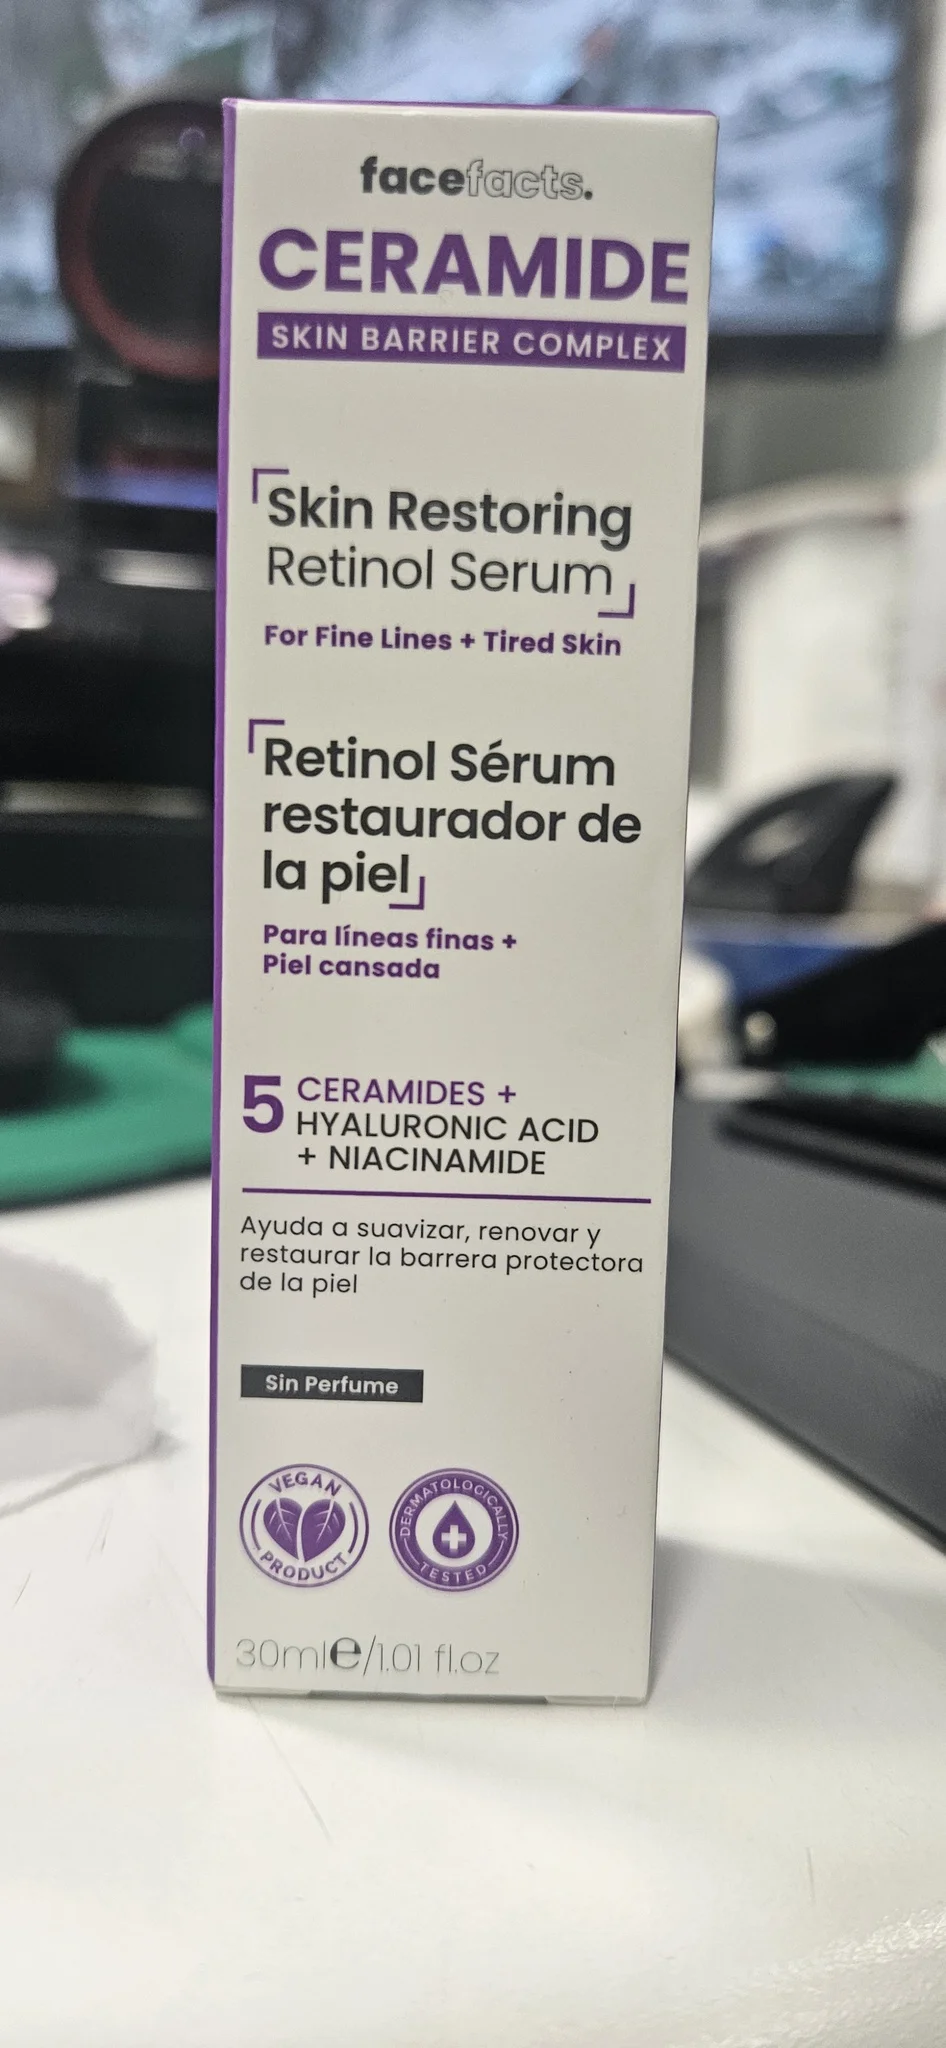 facefacts.
CERAMIDE
SKIN BARRIER COMPLEX
Skin Restoring
Retinol Serum
For Fine Lines + Tired Skin
Retinol Sérum
restaurador de
la piel
Para líneas finas +
Piel cansada
5 CERAMIDES +
HYALURONIC ACID
+ NIACINAMIDE
Ayuda a suavizar, renovar y
restaurar la barrera protectora
de la piel
Sin Perfume
VEGAN
PRODUCT
DERMATOLOGICALLY
TESTED
30ml℮/1.01 fl.oz